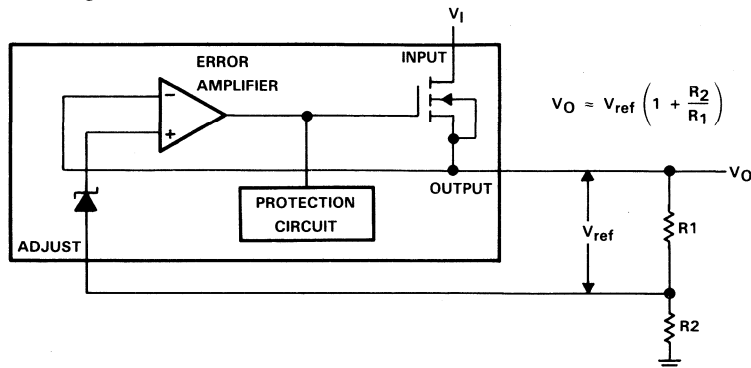 V_I
ERROR
AMPLIFIER
INPUT
−
+
V_O ≈ V_ref (1 + R2/R1)
OUTPUT
V_O
PROTECTION
CIRCUIT
ADJUST
V_ref
R1
R2